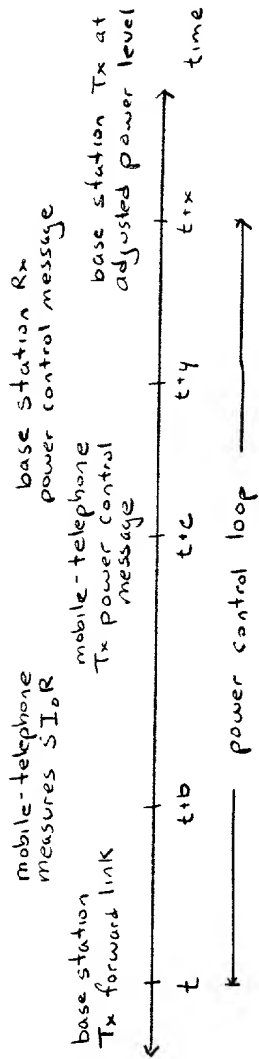 base station
Tx forward link
mobile-telephone
measures SI₀R
mobile-telephone
Tx power control
message
base station Rx
power control message
base station Tx at
adjusted power level
t
t+b
t+c
t+y
t+x
time
power control loop